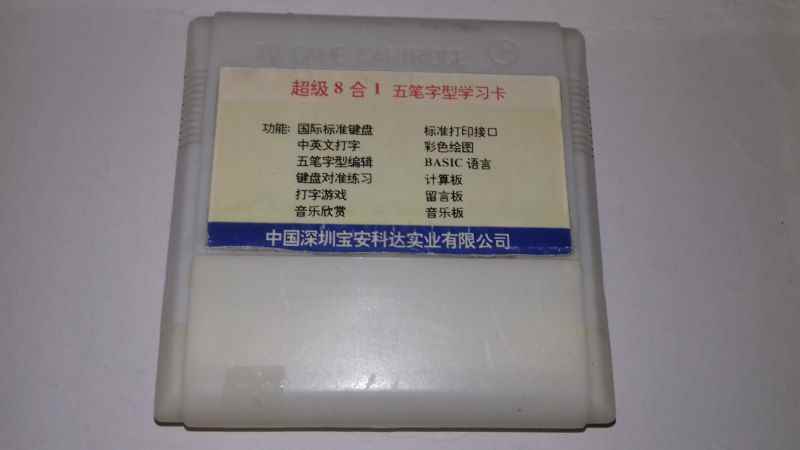 超级 8 合 1 五笔字型学习卡
功能: 国际标准键盘 标准打印接口
中英文打字 彩色绘图
五笔字型编辑 BASIC 语言
键盘对准练习 计算板
打字游戏 留言板
音乐欣赏 音乐板
中国深圳宝安科达实业有限公司